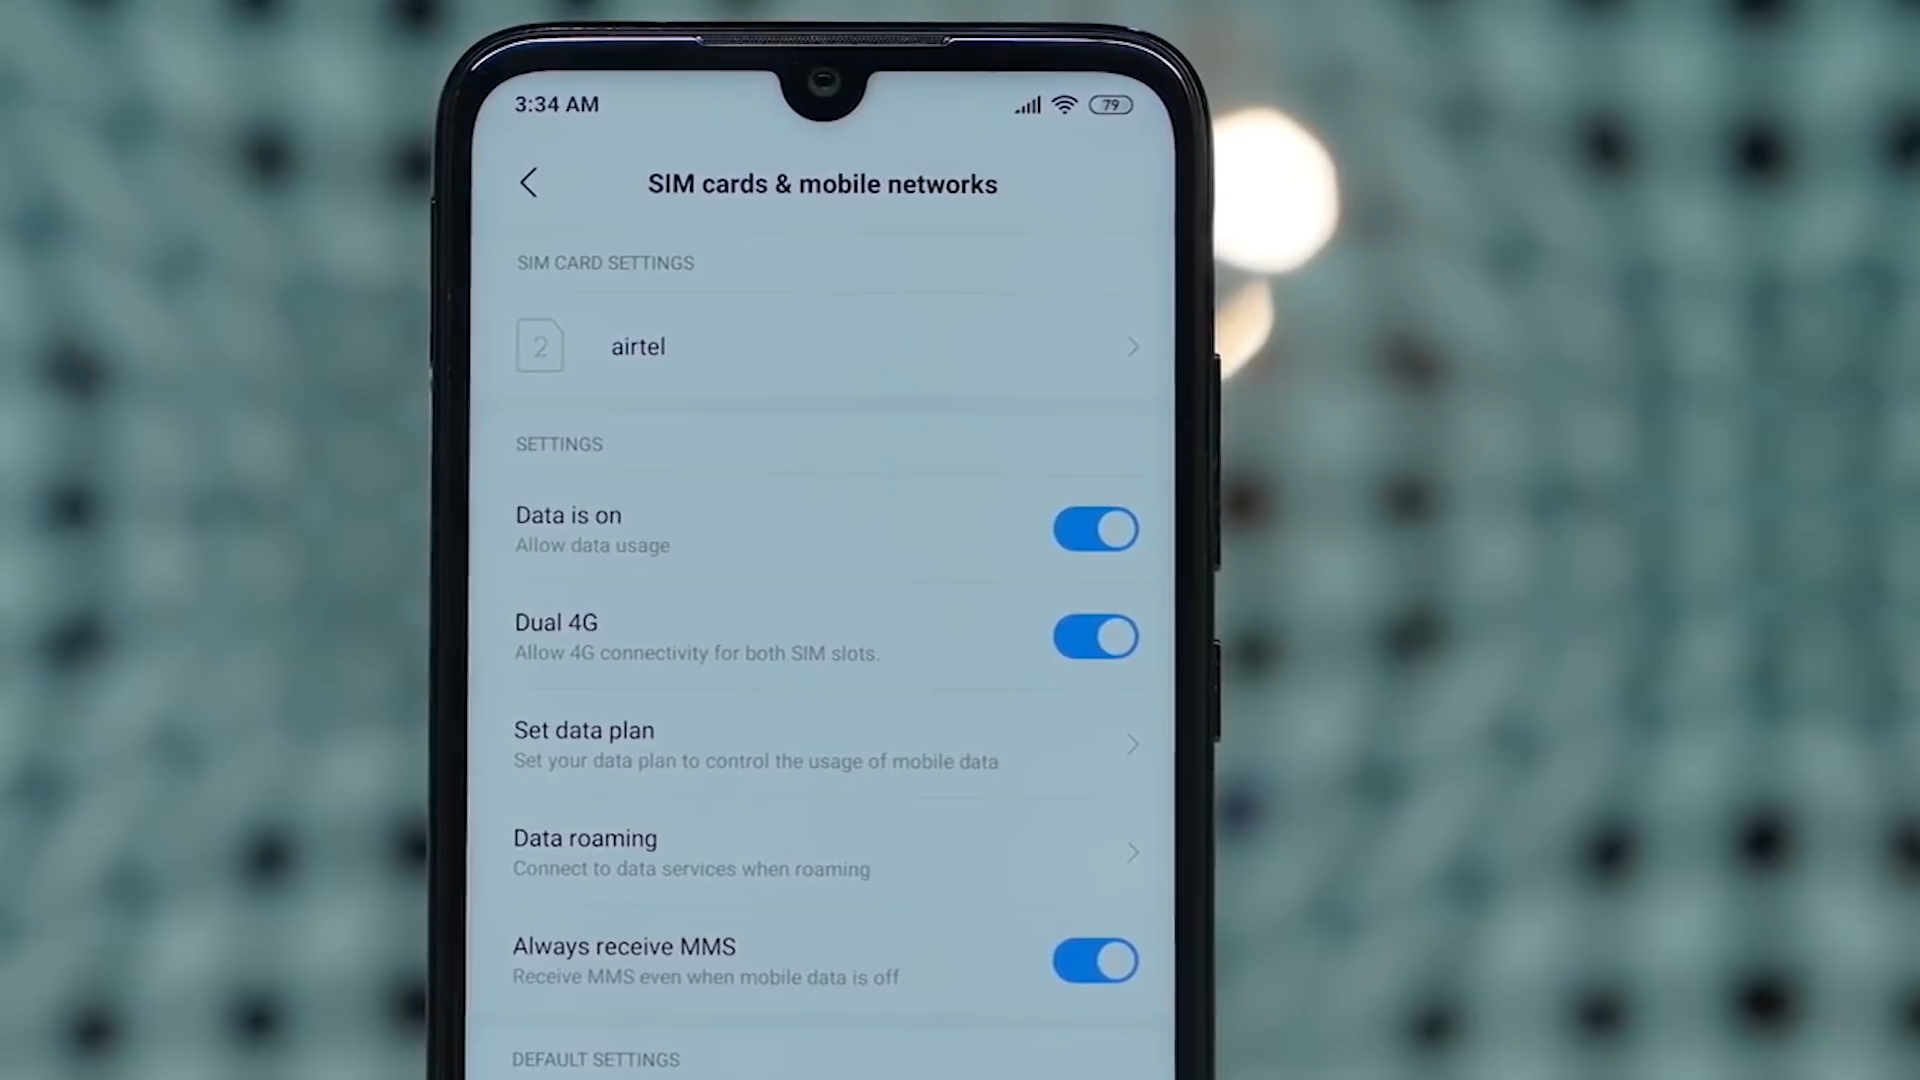 3:34 AM
79
SIM cards & mobile networks
SIM CARD SETTINGS
2
airtel
SETTINGS
Data is on
Allow data usage
Dual 4G
Allow 4G connectivity for both SIM slots.
Set data plan
Set your data plan to control the usage of mobile data
Data roaming
Connect to data services when roaming
Always receive MMS
Receive MMS even when mobile data is off
DEFAULT SETTINGS